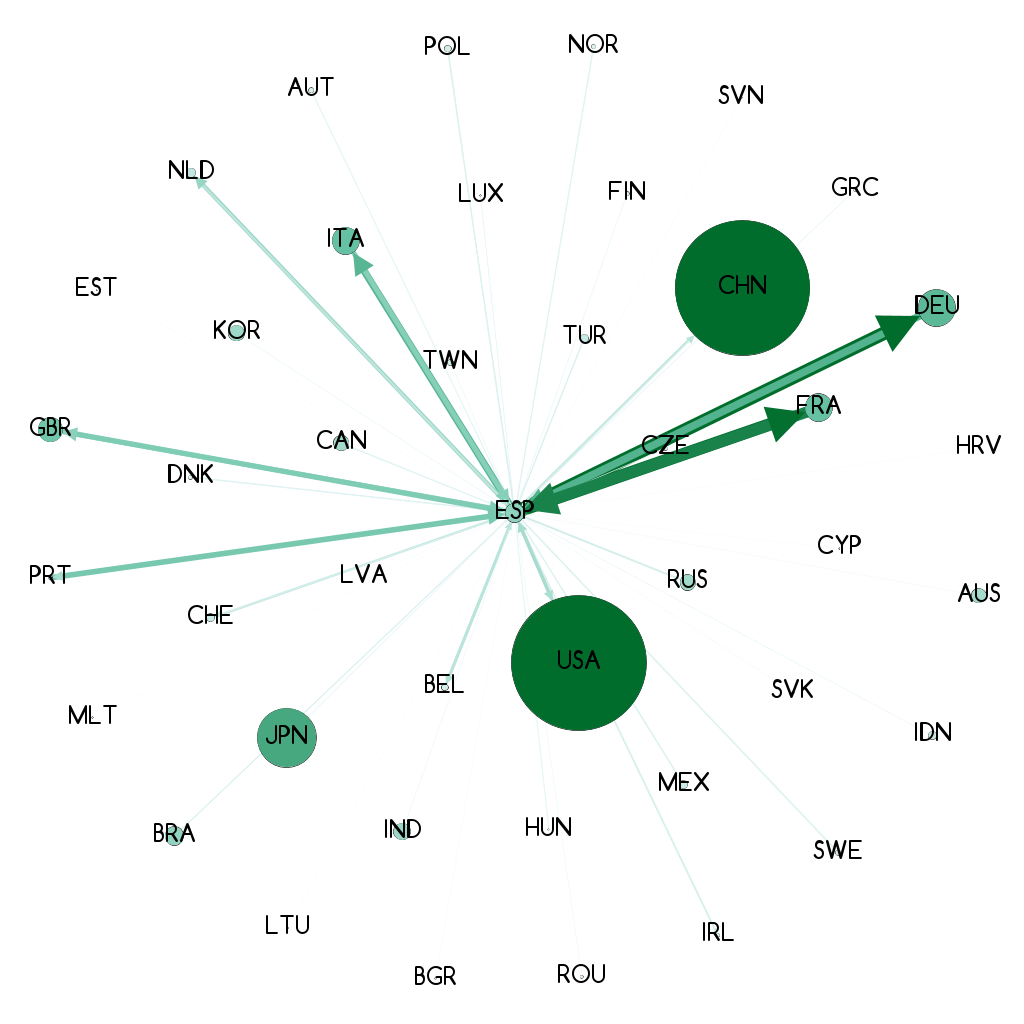 POL
NOR
AUT
SVN
NLD
LUX
FIN
GRC
ITA
EST
CHN
DEU
KOR
TUR
TWN
FRA
GBR
CAN
CZE
HRV
DNK
ESP
CYP
PRT
LVA
RUS
AUS
CHE
USA
BEL
SVK
MLT
JPN
IDN
MEX
BRA
IND
HUN
SWE
LTU
IRL
BGR
ROU